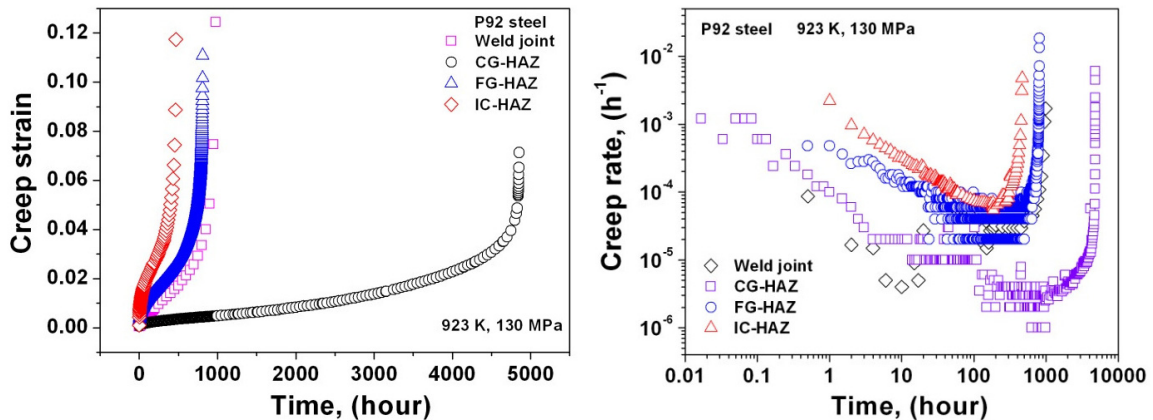 P92 steel
Weld joint
CG-HAZ
FG-HAZ
IC-HAZ
923 K, 130 MPa
Creep strain
0.12
0.10
0.08
0.06
0.04
0.02
0.00
0 1000 2000 3000 4000 5000
Time, (hour)
P92 steel 923 K, 130 MPa
Weld joint
CG-HAZ
FG-HAZ
IC-HAZ
Creep rate, (h⁻¹)
10⁻²
10⁻³
10⁻⁴
10⁻⁵
10⁻⁶
0.01 0.1 1 10 100 1000 10000
Time, (hour)